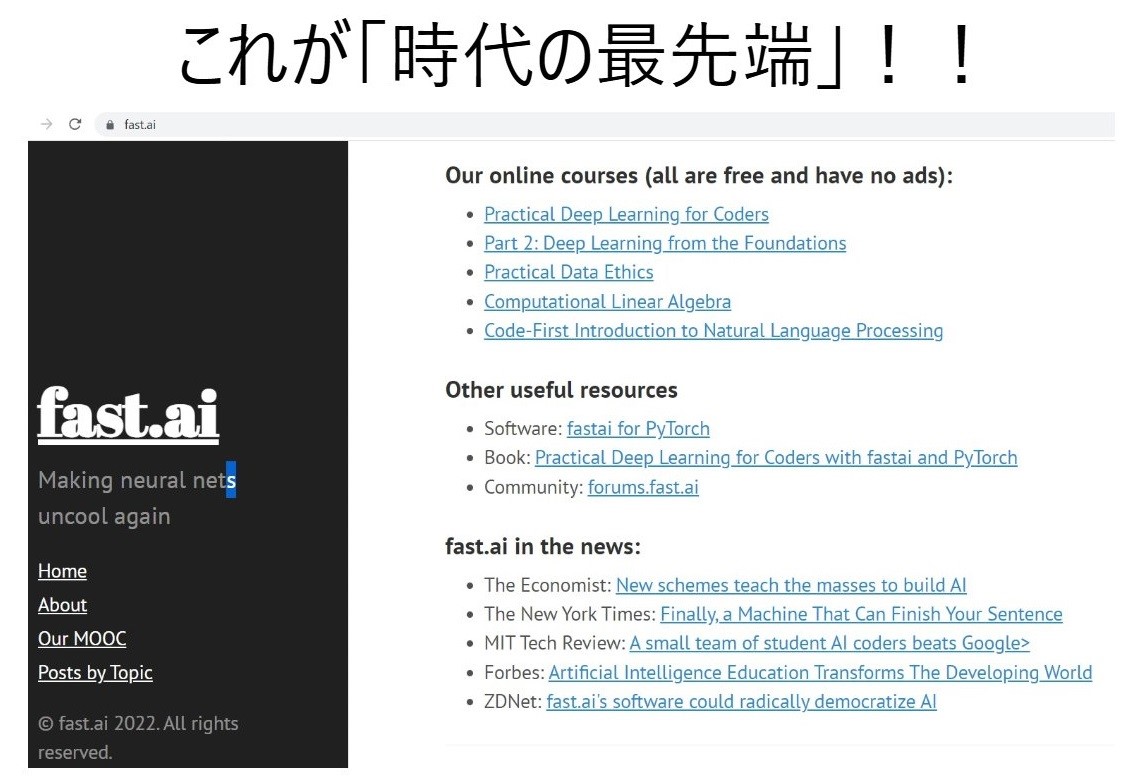 これが「時代の最先端」！！
fast.ai
Our online courses (all are free and have no ads):
Practical Deep Learning for Coders
Part 2: Deep Learning from the Foundations
Practical Data Ethics
Computational Linear Algebra
Code-First Introduction to Natural Language Processing
Other useful resources
Software: fastai for PyTorch
Book: Practical Deep Learning for Coders with fastai and PyTorch
Community: forums.fast.ai
fast.ai in the news:
The Economist: New schemes teach the masses to build AI
The New York Times: Finally, a Machine That Can Finish Your Sentence
MIT Tech Review: A small team of student AI coders beats Google>
Forbes: Artificial Intelligence Education Transforms The Developing World
ZDNet: fast.ai's software could radically democratize AI
fast.ai
Making neural nets
uncool again
Home
About
Our MOOC
Posts by Topic
© fast.ai 2022. All rights
reserved.